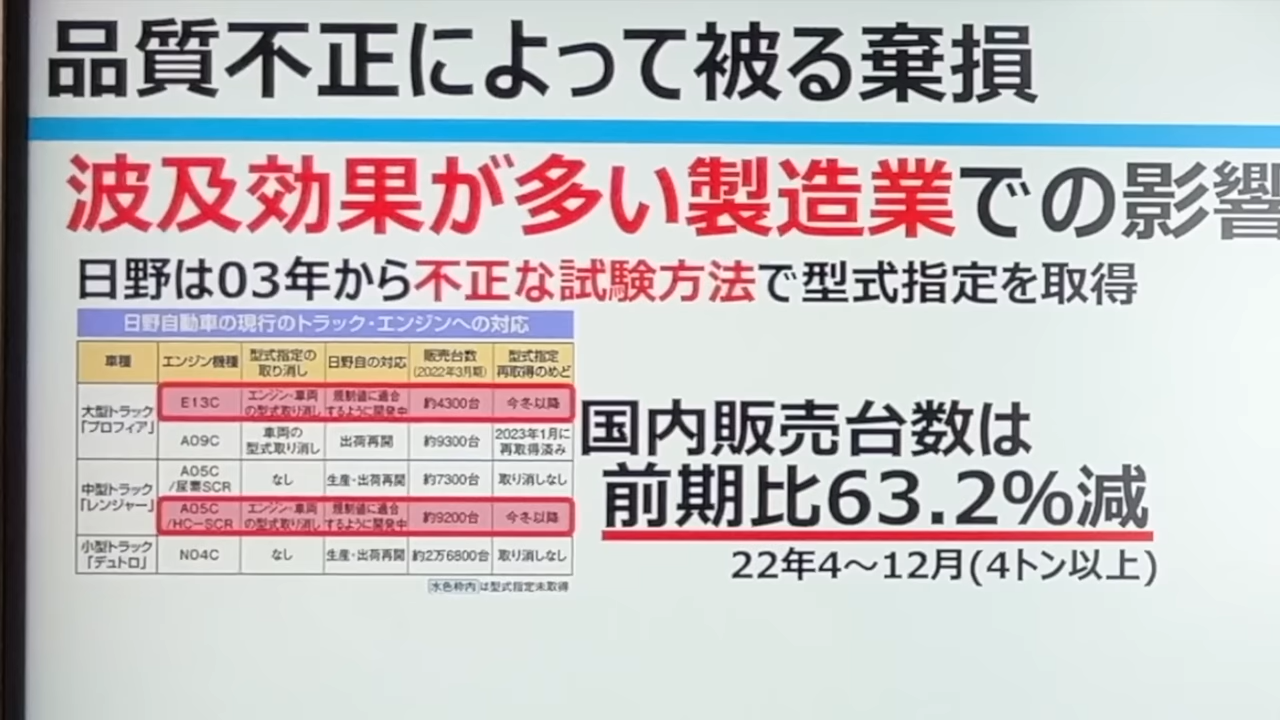 品質不正によって被る棄損
波及効果が多い製造業での影響
日野は03年から不正な試験方法で型式指定を取得
日野自動車の現行のトラック・エンジンへの対応
車種 エンジン機種 型式指定の取り消し 日野自の対応 販売台数(2022年3月期) 型式指定再取得のめど
大型トラック「プロフィア」 E13C エンジン・車両の型式取り消し 規制値に適合するように開発中 約4300台 今冬以降
A09C 車両の型式取り消し 出荷再開 約9300台 2023年1月に再取得済み
中型トラック「レンジャー」 A05C/尿素SCR なし 生産・出荷再開 約7300台 取り消しなし
A05C/HC-SCR エンジン・車両の型式取り消し 規制値に適合するように開発中 約9200台 今冬以降
小型トラック「デュトロ」 N04C なし 生産・出荷再開 約2万6800台 取り消しなし
水色枠内は型式指定未取得
国内販売台数は
前期比63.2%減
22年4～12月(4トン以上)